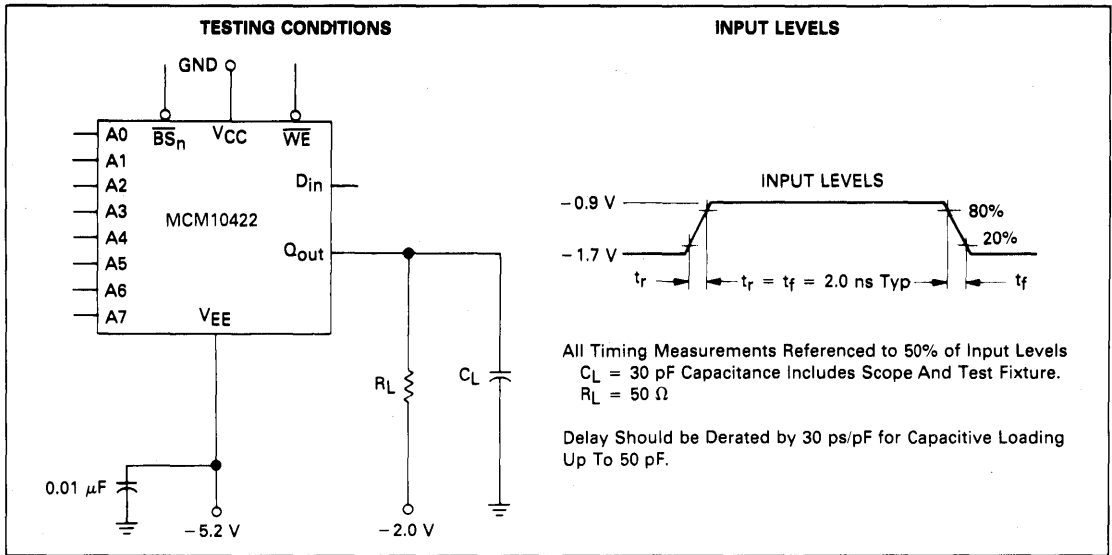 TESTING CONDITIONS
GND
A0
A1
A2
A3
A4
A5
A6
A7
BSn
VCC
WE
Din
MCM10422
Qout
VEE
RL
CL
0.01 µF
−5.2 V
−2.0 V
INPUT LEVELS
INPUT LEVELS
−0.9 V
80%
−1.7 V
20%
tr
tr = tf = 2.0 ns Typ
tf
All Timing Measurements Referenced to 50% of Input Levels
CL = 30 pF Capacitance Includes Scope And Test Fixture.
RL = 50 Ω
Delay Should be Derated by 30 ps/pF for Capacitive Loading
Up To 50 pF.